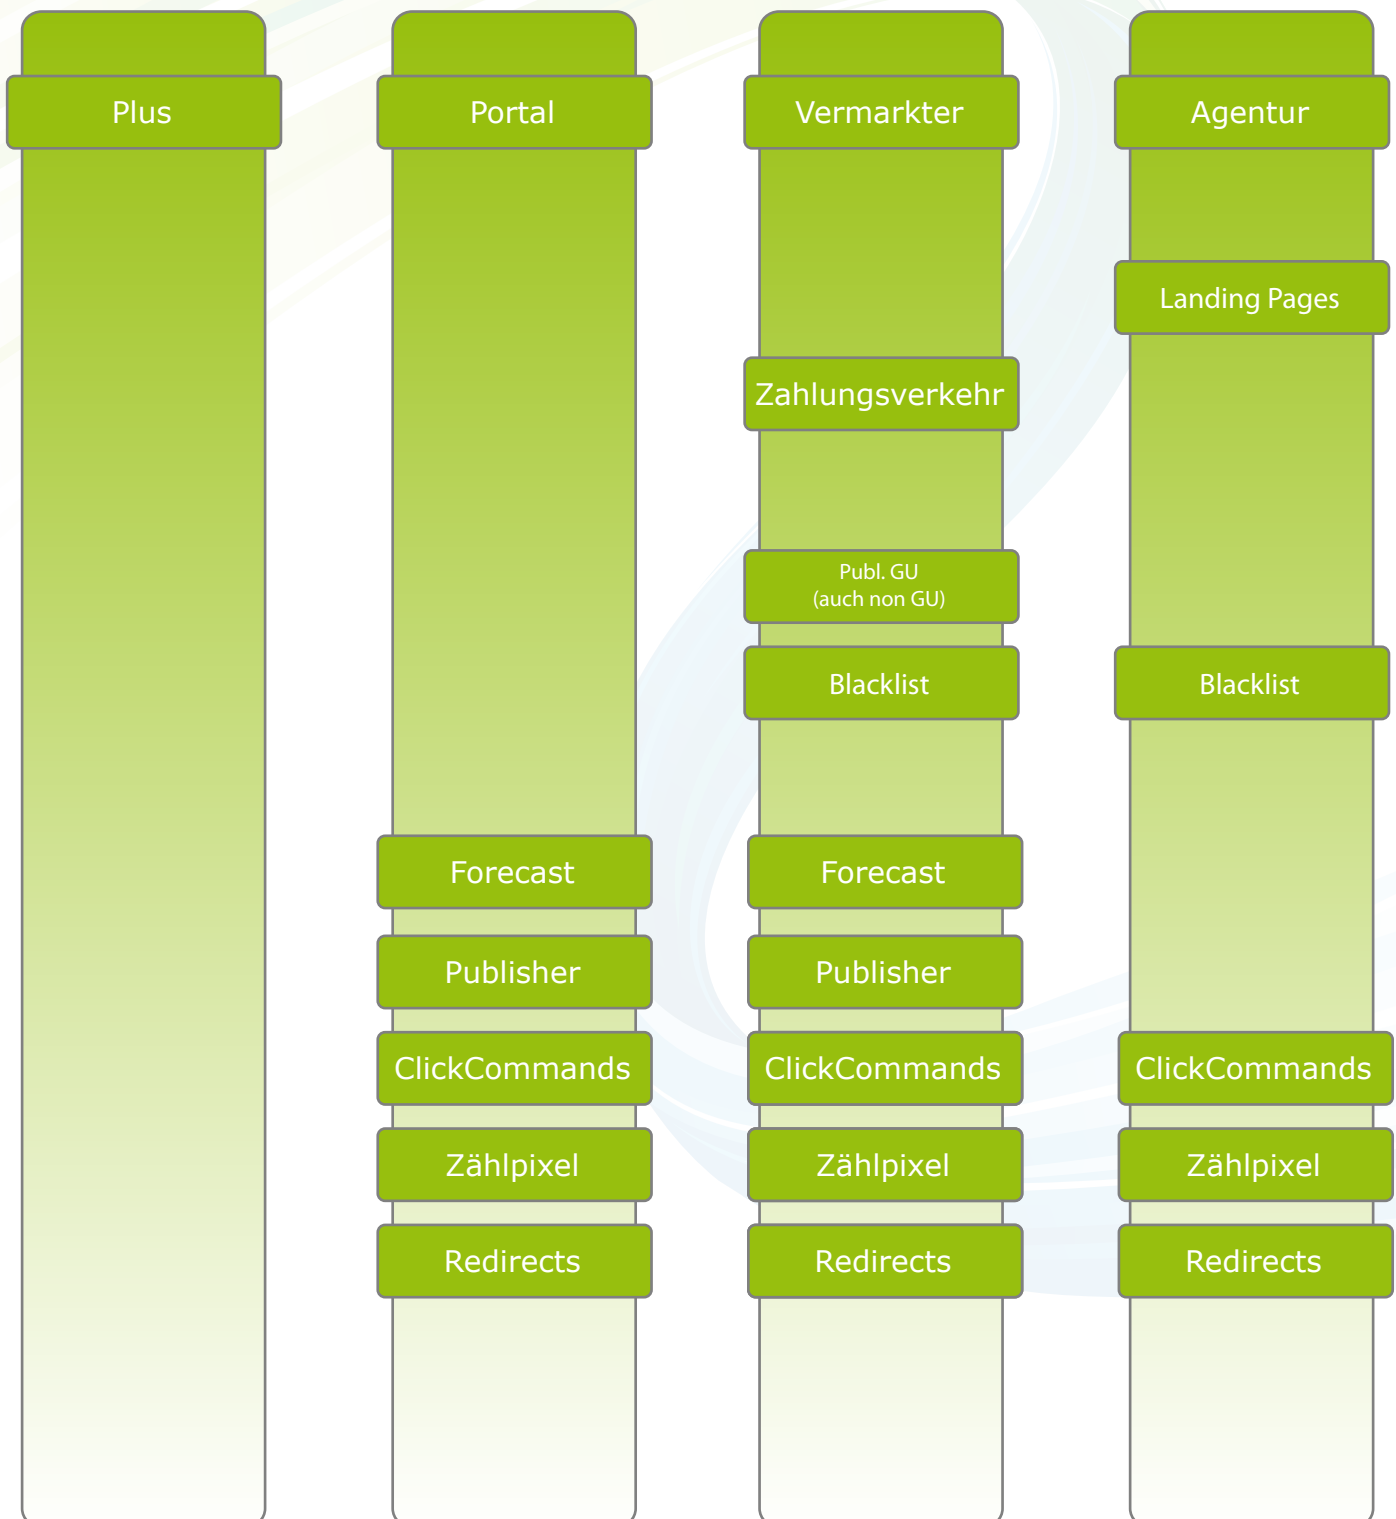 Plus
Portal
Vermarkter
Agentur
Landing Pages
Zahlungsverkehr
Publ. GU
(auch non GU)
Blacklist
Blacklist
Forecast
Forecast
Publisher
Publisher
ClickCommands
ClickCommands
ClickCommands
Zählpixel
Zählpixel
Zählpixel
Redirects
Redirects
Redirects